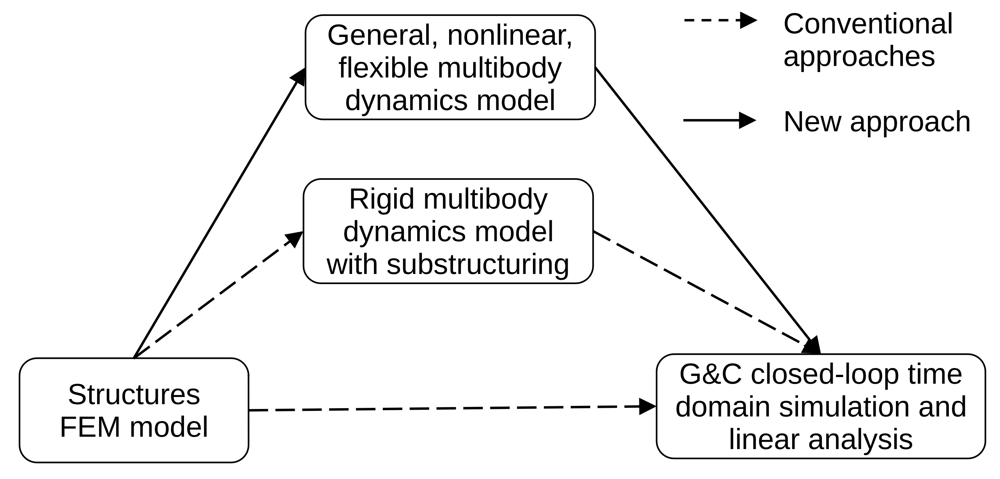 General, nonlinear,
flexible multibody
dynamics model
Conventional
approaches
New approach
Rigid multibody
dynamics model
with substructuring
Structures
FEM model
G&C closed-loop time
domain simulation and
linear analysis